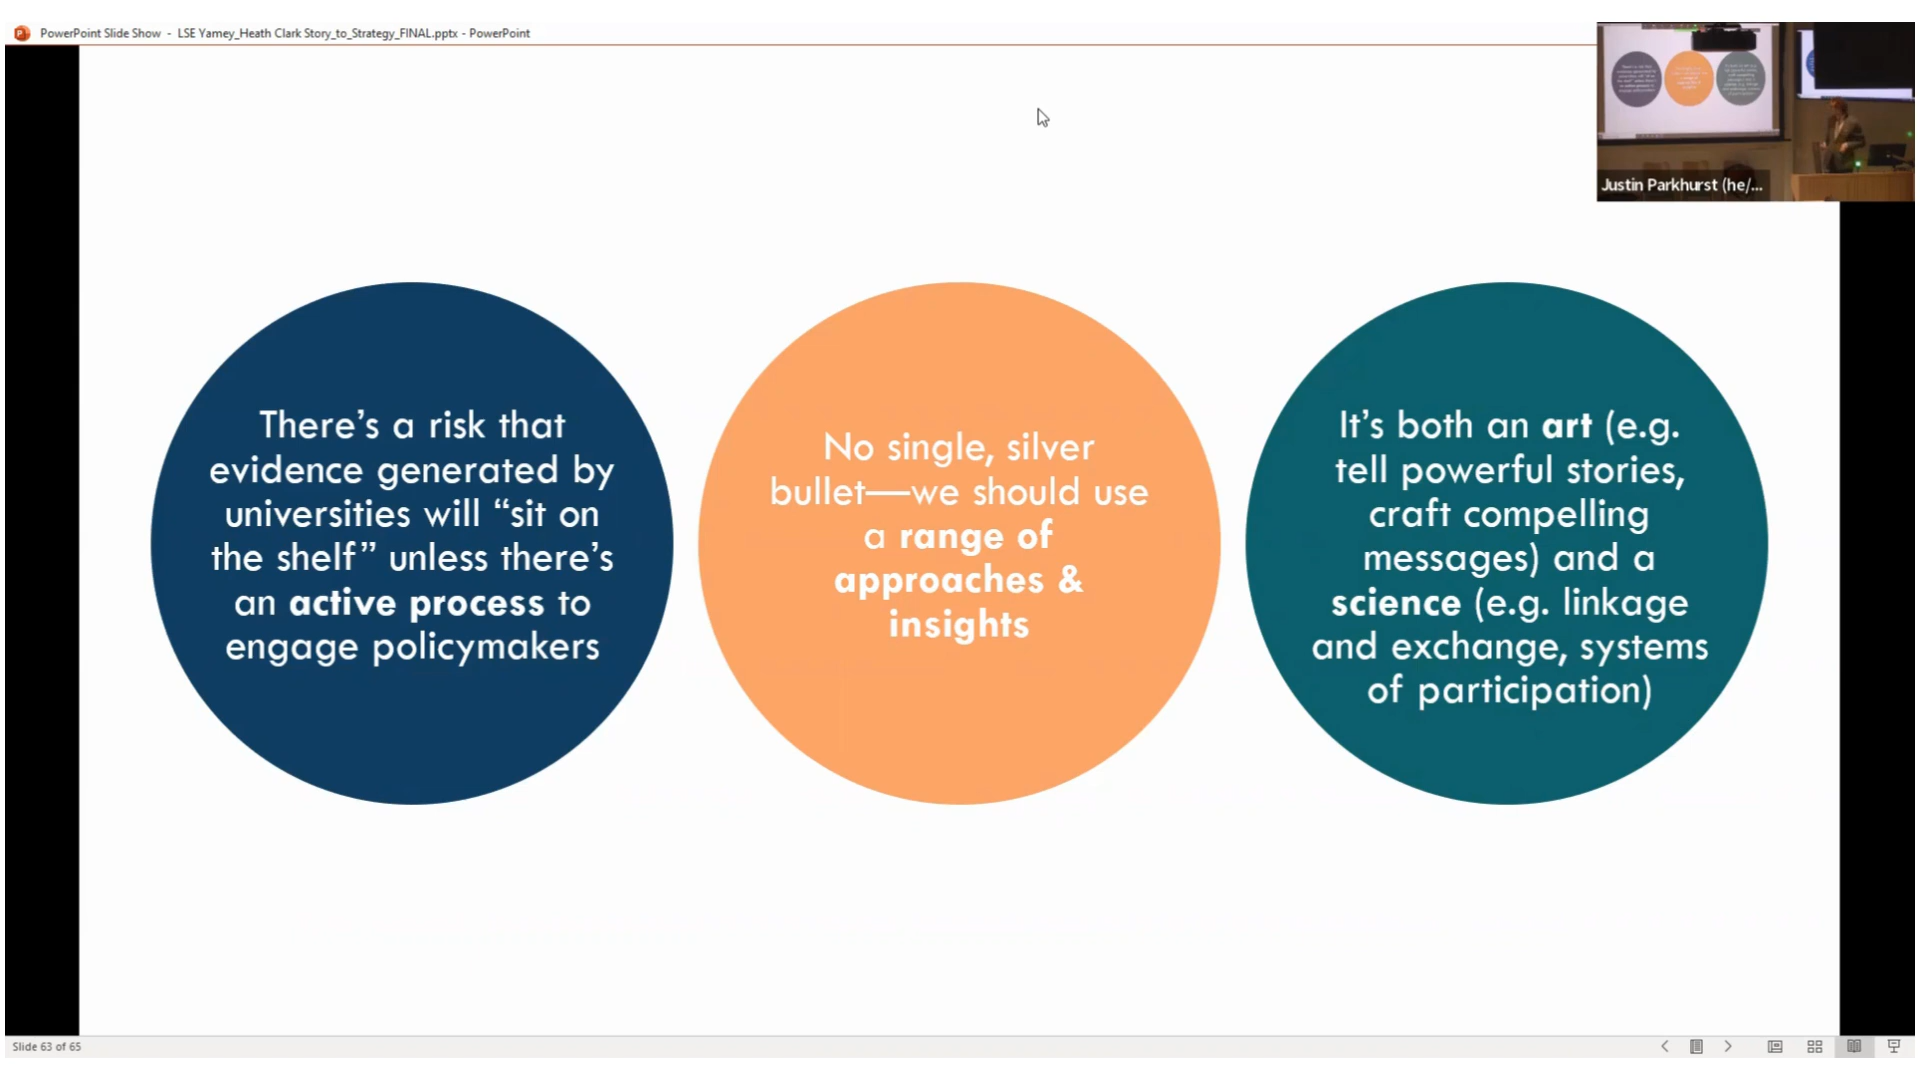 PowerPoint Slide Show - LSE Yamey_Heath Clark Story_to_Strategy_FINAL.pptx - PowerPoint
Justin Parkhurst (he/...
There’s a risk that
evidence generated by
universities will “sit on
the shelf” unless there’s
an active process to
engage policymakers
No single, silver
bullet—we should use
a range of
approaches &
insights
It’s both an art (e.g.
tell powerful stories,
craft compelling
messages) and a
science (e.g. linkage
and exchange, systems
of participation)
Slide 63 of 65